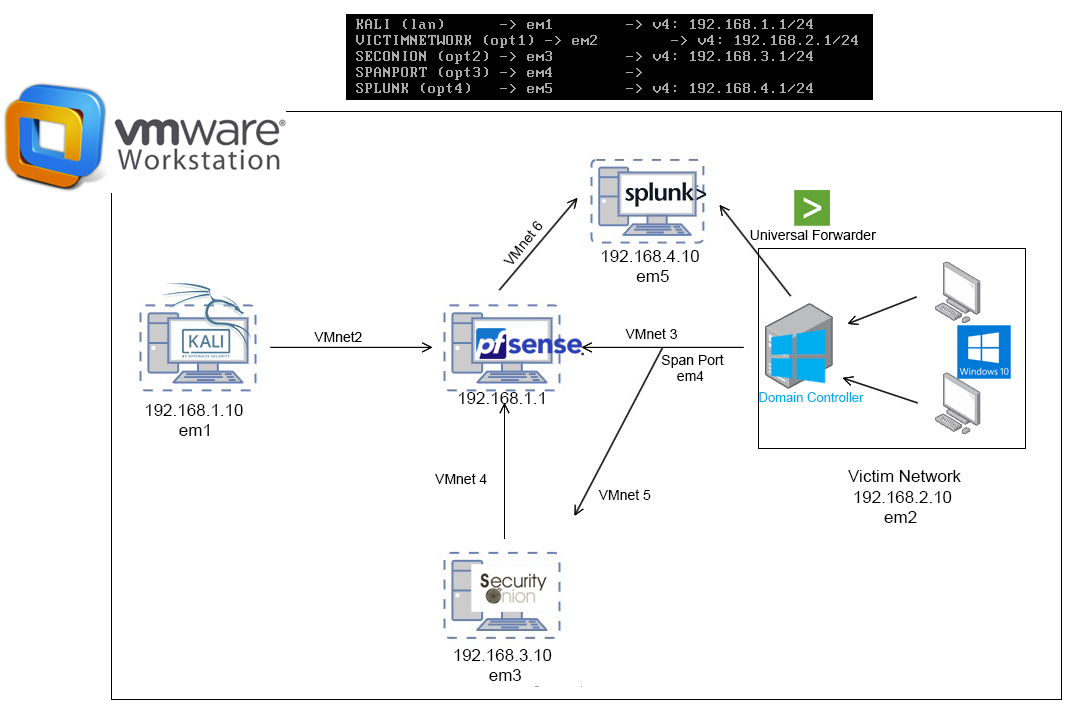 KALI (lan) -> em1 -> v4: 192.168.1.1/24
VICTIMNETWORK (opt1) -> em2 -> v4: 192.168.2.1/24
SECONION (opt2) -> em3 -> v4: 192.168.3.1/24
SPANPORT (opt3) -> em4 ->
SPLUNK (opt4) -> em5 -> v4: 192.168.4.1/24
vmware®
Workstation
splunk>
192.168.4.10
em5
VMnet 6
>
Universal Forwarder
KALI
BY OFFENSIVE SECURITY
192.168.1.10
em1
VMnet2
pfsense.
192.168.1.1
VMnet 3
Span Port
em4
Domain Controller
Windows 10
Victim Network
192.168.2.10
em2
VMnet 4
VMnet 5
Security
Onion
192.168.3.10
em3